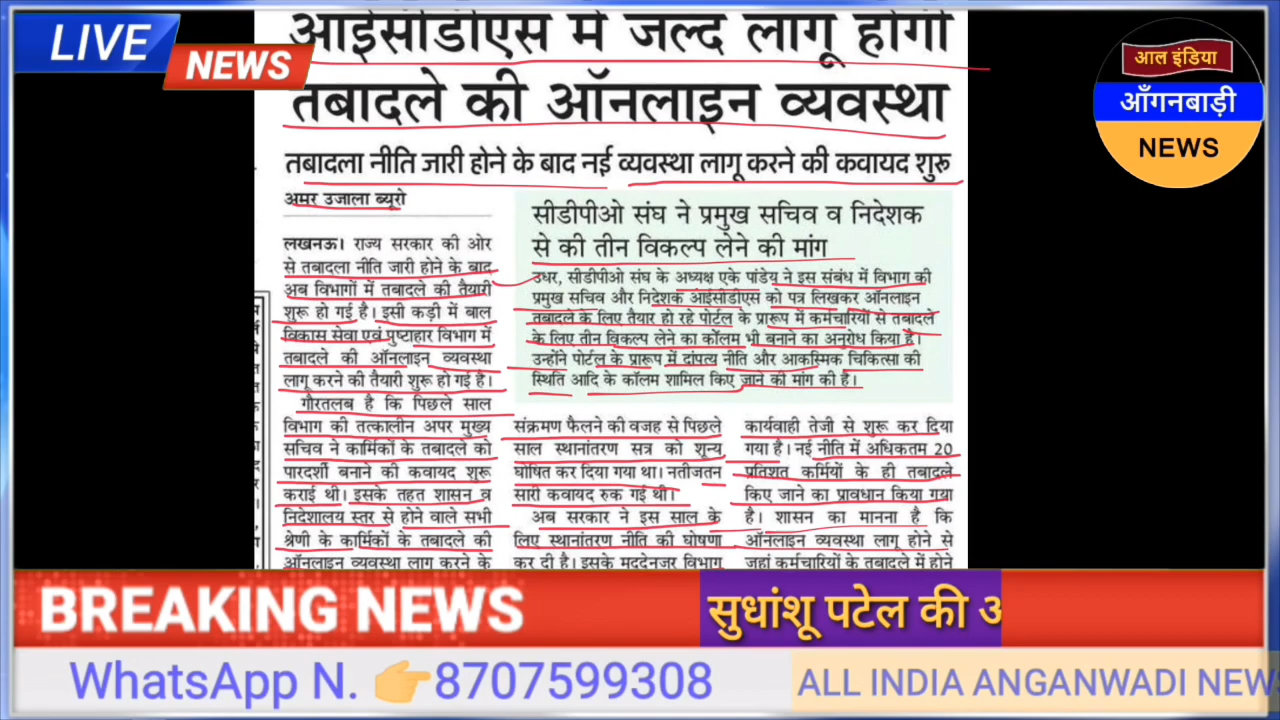 LIVE
NEWS
आल इंडिया
आँगनबाड़ी
NEWS
आईसीडीएस में जल्द लागू होगी
तबादले की ऑनलाइन व्यवस्था
तबादला नीति जारी होने के बाद नई व्यवस्था लागू करने की कवायद शुरू
अमर उजाला ब्यूरो
लखनऊ। राज्य सरकार की ओर
से तबादला नीति जारी होने के बाद
अब विभागों में तबादले की तैयारी
शुरू हो गई है। इसी कड़ी में बाल
विकास सेवा एवं पुष्टाहार विभाग में
तबादले की ऑनलाइन व्यवस्था
लागू करने की तैयारी शुरू हो गई है।
गौरतलब है कि पिछले साल
विभाग की तत्कालीन अपर मुख्य
सचिव ने कार्मिकों के तबादले को
पारदर्शी बनाने की कवायद शुरू
कराई थी। इसके तहत शासन व
निदेशालय स्तर से होने वाले सभी
श्रेणी के कार्मिकों के तबादले की
ऑनलाइन व्यवस्था लागू करने के
सीडीपीओ संघ ने प्रमुख सचिव व निदेशक
से की तीन विकल्प लेने की मांग
उधर, सीडीपीओ संघ के अध्यक्ष एके पांडेय ने इस संबंध में विभाग की
प्रमुख सचिव और निदेशक आईसीडीएस को पत्र लिखकर ऑनलाइन
तबादले के लिए तैयार हो रहे पोर्टल के प्रारूप में कर्मचारियों से तबादले
के लिए तीन विकल्प लेने का कॉलम भी बनाने का अनुरोध किया है।
उन्होंने पोर्टल के प्रारूप में दांपत्य नीति और आकस्मिक चिकित्सा की
स्थिति आदि के कॉलम शामिल किए जाने की मांग की है।
संक्रमण फैलने की वजह से पिछले
साल स्थानांतरण सत्र को शून्य
घोषित कर दिया गया था। नतीजतन
सारी कवायद रुक गई थी।
अब सरकार ने इस साल के
लिए स्थानांतरण नीति की घोषणा
कर दी है। इसके मद्देनजर विभाग
कार्यवाही तेजी से शुरू कर दिया
गया है। नई नीति में अधिकतम 20
प्रतिशत कर्मियों के ही तबादले
किए जाने का प्रावधान किया गया
है। शासन का मानना है कि
ऑनलाइन व्यवस्था लागू होने से
जहां कर्मचारियों के तबादले में होने
BREAKING NEWS
सुधांशू पटेल की
WhatsApp N. 👉8707599308
ALL INDIA ANGANWADI NEWS